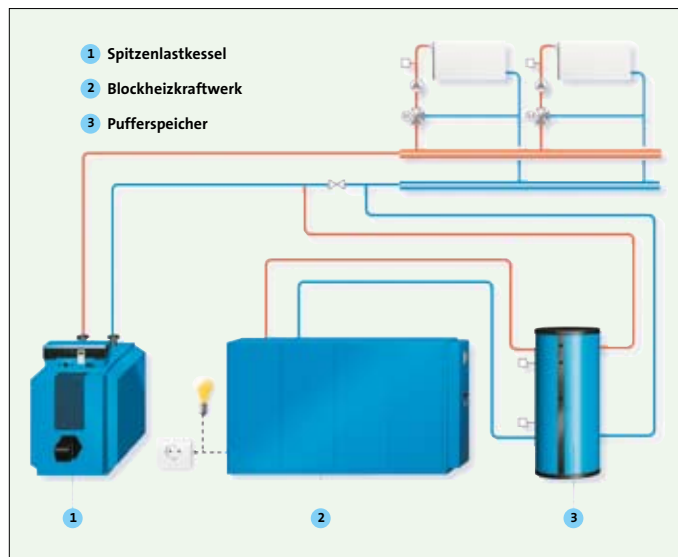 1 Spitzenlastkessel
2 Blockheizkraftwerk
3 Pufferspeicher
1
2
3